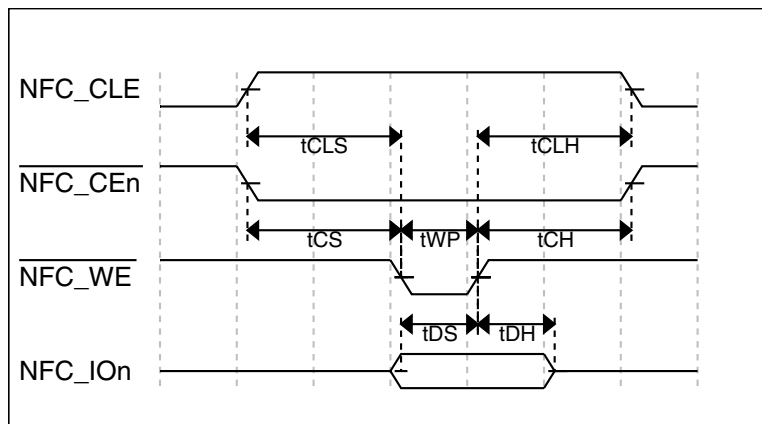 NFC_CLE
tCLS tCLH
NFC_CEn
tCS tWP tCH
NFC_WE
tDS tDH
NFC_IOn